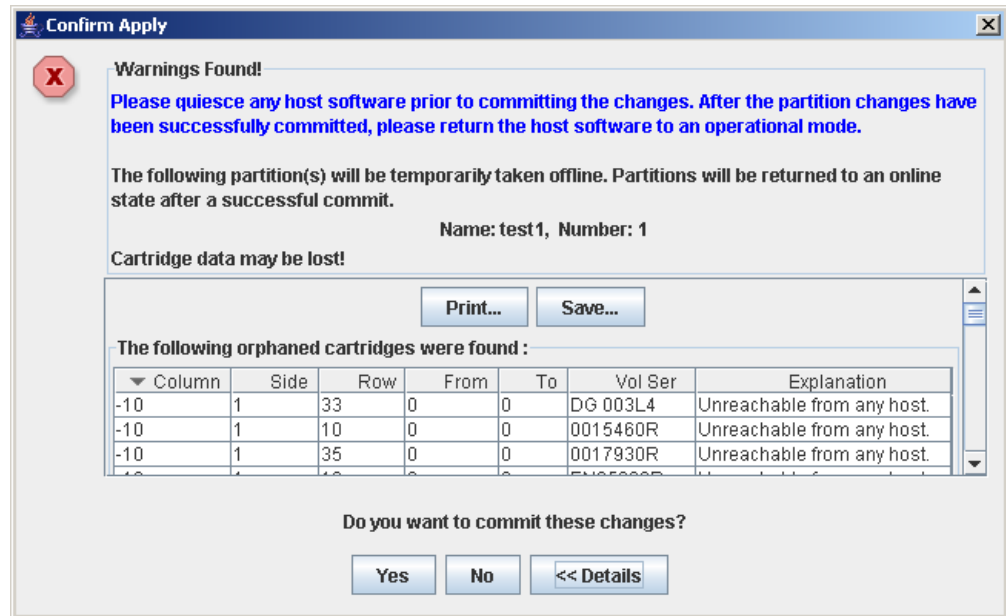 Confirm Apply
Warnings Found!
Please quiesce any host software prior to committing the changes. After the partition changes have
been successfully committed, please return the host software to an operational mode.
The following partition(s) will be temporarily taken offline. Partitions will be returned to an online
state after a successful commit.
Name: test1, Number: 1
Cartridge data may be lost!
Print... Save...
The following orphaned cartridges were found :
Column Side Row From To Vol Ser Explanation
-10 1 33 0 0 DG 003L4 Unreachable from any host.
-10 1 10 0 0 0015460R Unreachable from any host.
-10 1 35 0 0 0017930R Unreachable from any host.
Do you want to commit these changes?
Yes No << Details